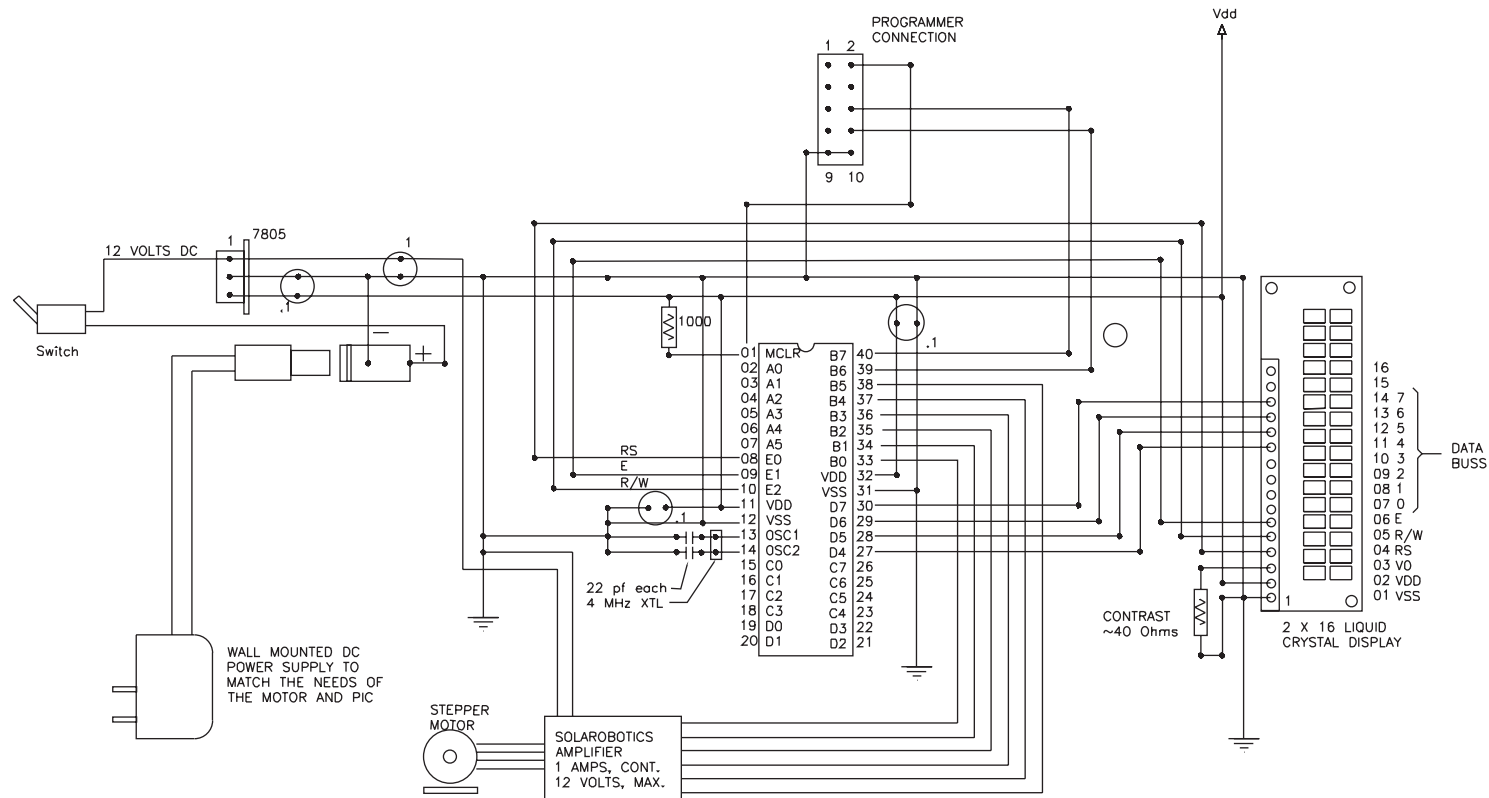 Vdd
PROGRAMMER
CONNECTION
1 2
9 10
7805
1
1
12 VOLTS DC
.1
1000
.1
Switch
−
+
01 MCLR
02 A0
03 A1
04 A2
05 A3
06 A4
07 A5
08 E0
09 E1
10 E2
11 VDD
12 VSS
13 OSC1
14 OSC2
15 C0
16 C1
17 C2
18 C3
19 D0
20 D1
B7 40
B6 39
B5 38
B4 37
B3 36
B2 35
B1 34
B0 33
VDD 32
VSS 31
D7 30
D6 29
D5 28
D4 27
C7 26
C6 25
C5 24
C4 23
D3 22
D2 21
RS
E
R/W
.1
22 pf each
4 MHz XTL
16
15
14 7
13 6
12 5
11 4
10 3
09 2
08 1
07 0
06 E
05 R/W
04 RS
03 V0
02 VDD
01 VSS
DATA
BUSS
1
CONTRAST
~40 Ohms
2 X 16 LIQUID
CRYSTAL DISPLAY
WALL MOUNTED DC
POWER SUPPLY TO
MATCH THE NEEDS OF
THE MOTOR AND PIC
STEPPER
MOTOR
SOLAROBOTICS
AMPLIFIER
1 AMPS, CONT.
12 VOLTS, MAX.